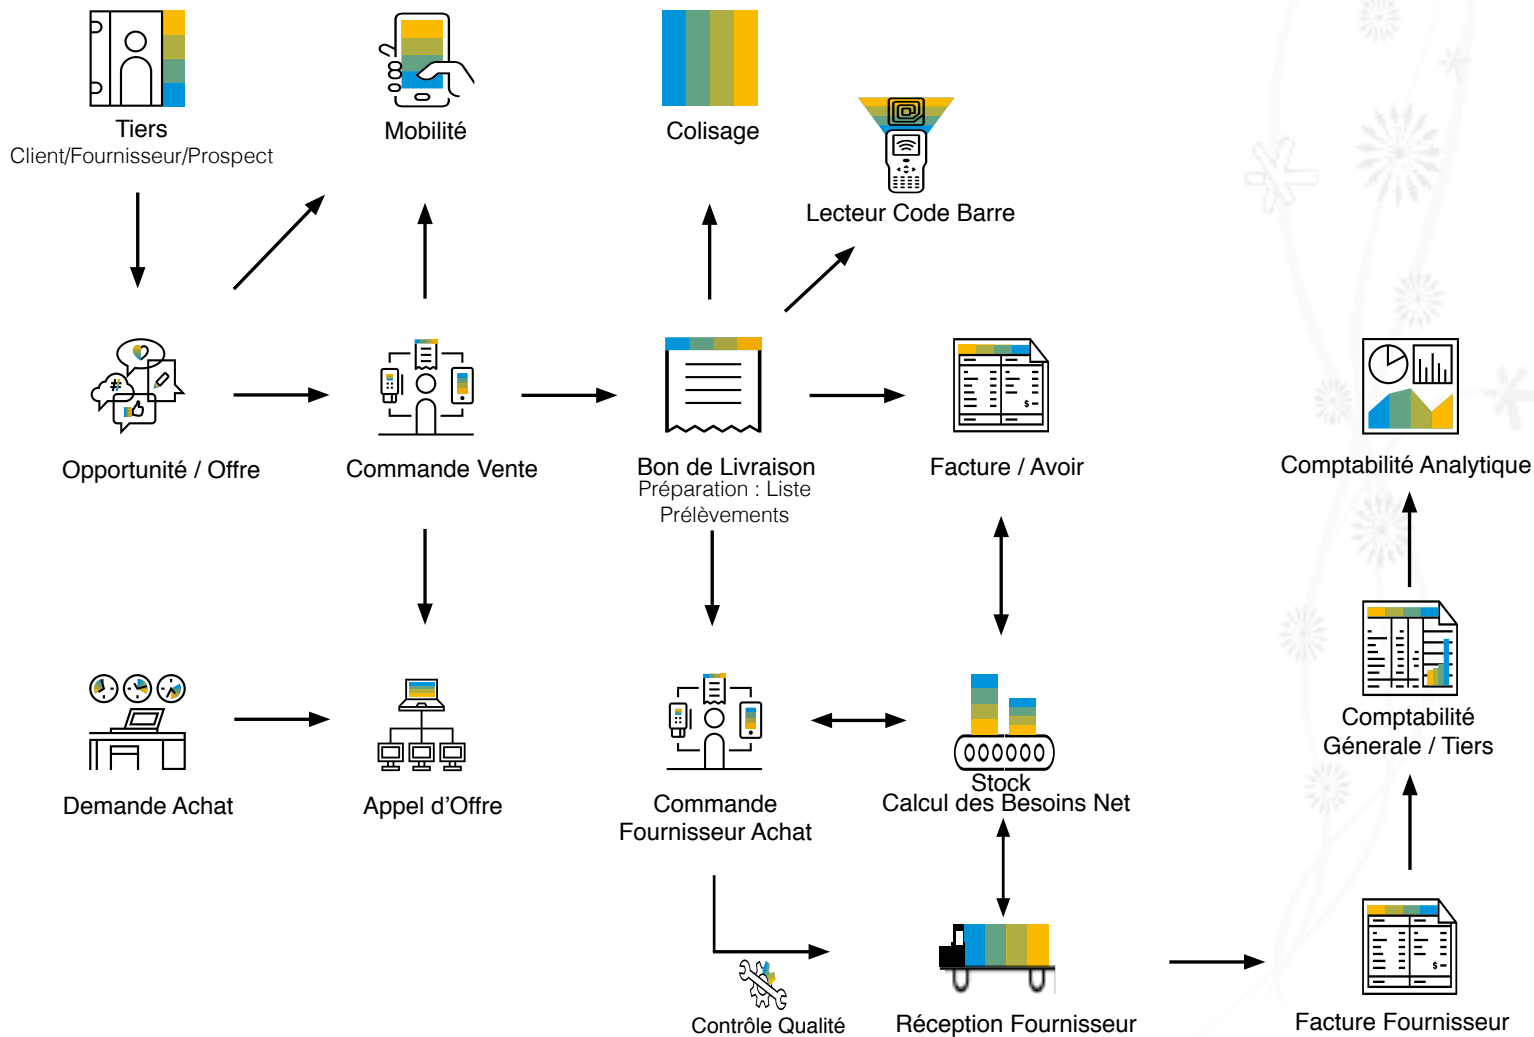 Tiers
Client/Fournisseur/Prospect
Mobilité
Colisage
Lecteur Code Barre
Opportunité / Offre
Commande Vente
Bon de Livraison
Préparation : Liste
Prélèvements
Facture / Avoir
$
Comptabilité Analytique
Demande Achat
Appel d’Offre
Commande
Fournisseur Achat
Stock
Calcul des Besoins Net
Comptabilité
Génerale / Tiers
Contrôle Qualité
Réception Fournisseur
$
Facture Fournisseur